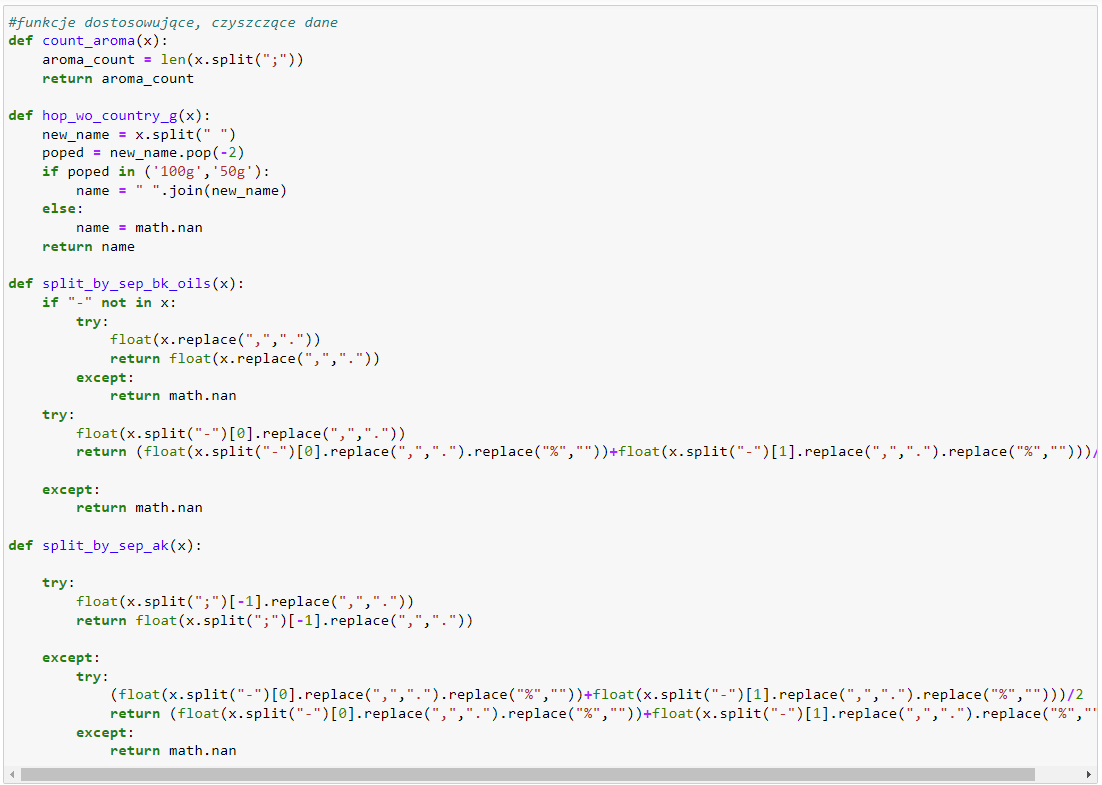 #funkcje dostosowujące, czyszczące dane
def count_aroma(x):
    aroma_count = len(x.split(";"))
    return aroma_count

def hop_wo_country_g(x):
    new_name = x.split(" ")
    poped = new_name.pop(-2)
    if poped in ('100g','50g'):
        name = " ".join(new_name)
    else:
        name = math.nan
    return name

def split_by_sep_bk_oils(x):
    if "-" not in x:
        try:
            float(x.replace(",","."))
            return float(x.replace(",","."))
        except:
            return math.nan
    try:
        float(x.split("-")[0].replace(",","."))
        return (float(x.split("-")[0].replace(",",".").replace("%",""))+float(x.split("-")[1].replace(",",".").replace("%","")))/

    except:
        return math.nan

def split_by_sep_ak(x):

    try:
        float(x.split(";")[-1].replace(",","."))
        return float(x.split(";")[-1].replace(",","."))

    except:
        try:
            (float(x.split("-")[0].replace(",",".").replace("%",""))+float(x.split("-")[1].replace(",",".").replace("%","")))/2
            return (float(x.split("-")[0].replace(",",".").replace("%",""))+float(x.split("-")[1].replace(",",".").replace("%",""
        except:
            return math.nan